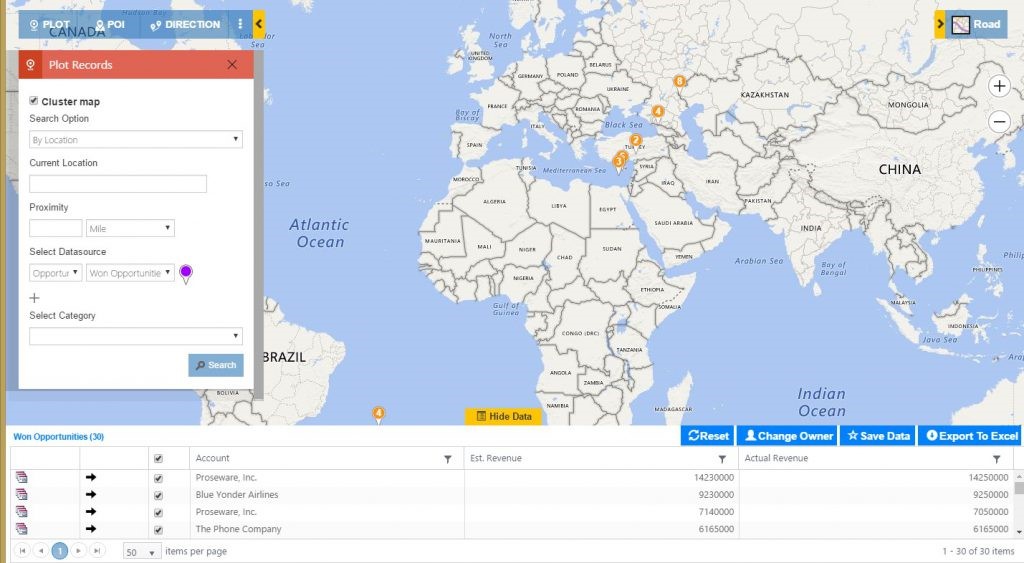 PLOT
POI
DIRECTION
Road
Plot Records
Cluster map
Search Option
By Location
Current Location
Proximity
Mile
Select Datasource
Opportur
Won Opportunitie
Select Category
Search
CANADA
Hudson Bay
North
Sea
UNITED
KINGDOM
BELARUS
GERMANY
POLAND
UKRAINE
KAZAKHSTAN
MONGOLIA
FRANCE
ROMANIA
Bay of
Biscay
ITALY
Black Sea
SPAIN
TURKEY
TUNISIA
Mediterranean Sea
SYRIA
CHINA
MOROCCO
IRAQ
IRAN
PAKISTAN
ALGERIA
LIBYA
EGYPT
SAUDI ARABIA
Atlantic
Ocean
MAURITANIA
MALI
NIGER
CHAD
SUDAN
YEMEN
INDIA
Arabian Sea
Bay of
Bengal
NIGERIA
ETHIOPIA
SOMALIA
PHILIPPINES
Gulf of
Guinea
MALAYSIA
INDONESIA
CONGO (DRC)
TANZANIA
Java Sea
BRAZIL
BOLIVIA
ANGOLA
ZAMBIA
NAMIBIA
MADAGASCAR
Indian
Ocean
8
4
2
3
4
Hide Data
Won Opportunities (30)
Reset
Change Owner
Save Data
Export To Excel
Account
Est. Revenue
Actual Revenue
Proseware, Inc.
14230000
14250000
Blue Yonder Airlines
9230000
9250000
Proseware, Inc.
7140000
7050000
The Phone Company
6165000
6165000
1
50
items per page
1 - 30 of 30 items